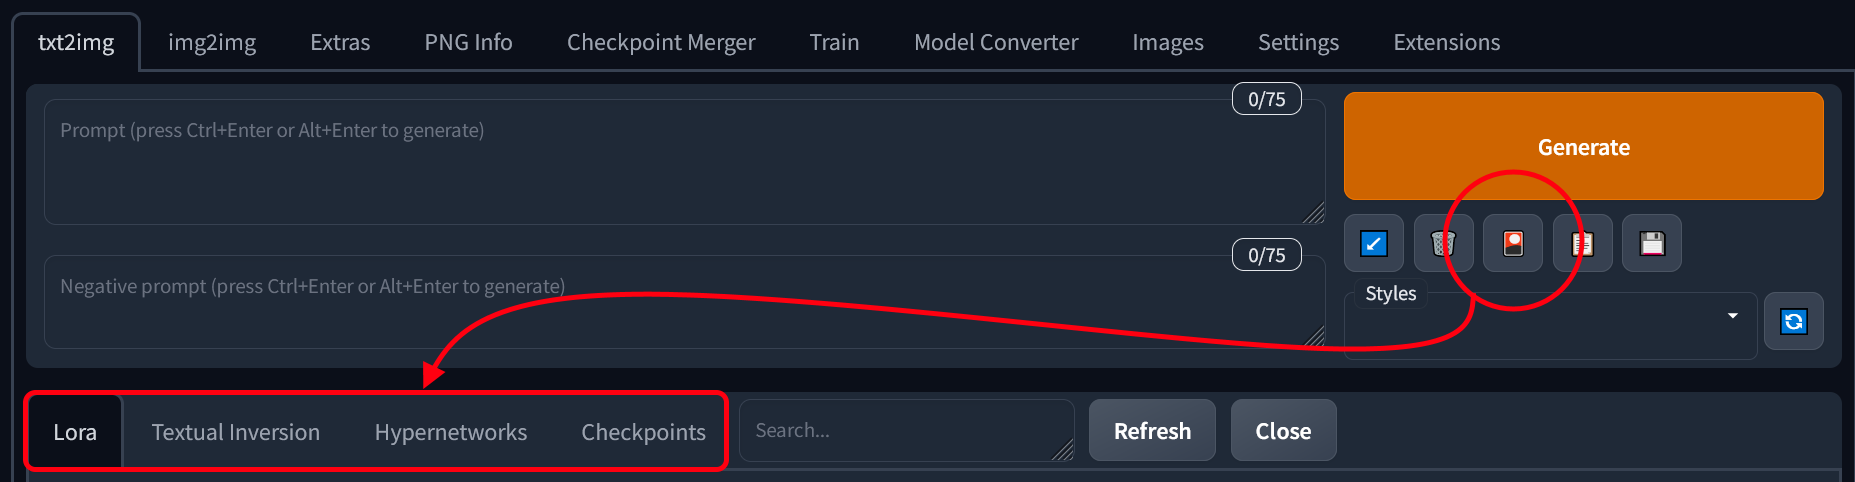 txt2img img2img Extras PNG Info Checkpoint Merger Train Model Converter Images Settings Extensions
0/75
Prompt (press Ctrl+Enter or Alt+Enter to generate)
Generate
0/75
Negative prompt (press Ctrl+Enter or Alt+Enter to generate)
Styles
Lora Textual Inversion Hypernetworks Checkpoints Search... Refresh Close